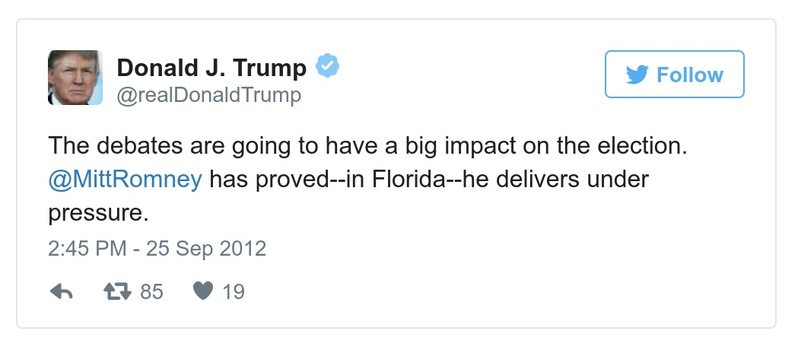 Donald J. Trump
Follow
@realDonaldTrump
The debates are going to have a big impact on the election.
@MittRomney has proved--in Florida--he delivers under
pressure.
2:45 PM - 25 Sep 2012
85 19